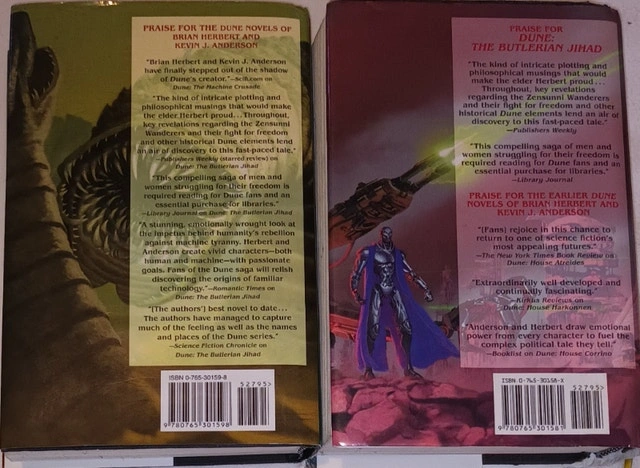 PRAISE FOR THE DUNE NOVELS OF
BRIAN HERBERT AND
KEVIN J. ANDERSON
"Brian Herbert and Kevin J. Anderson
have finally stepped out of the shadow
of Dune's creator."—Scifi.com on
Dune: The Machine Crusade
"The kind of intricate plotting and
philosophical musings that would make
the elder Herbert proud....Throughout,
key revelations regarding the Zensunni
Wanderers and their fight for freedom
and other historical Dune elements lend
an air of discovery to this fast-paced tale."
—Publishers Weekly (starred review) on
Dune: The Butlerian Jihad
"This compelling saga of men and
women struggling for their freedom is
required reading for Dune fans and an
essential purchase for libraries."
—Library Journal on Dune: The Butlerian Jihad
"A stunning, emotionally wrought look at
the impetus behind humanity's rebellion
against machine tyranny. Herbert and
Anderson create vivid characters—both
human and machine—with passionate
goals. Fans of the Dune saga will relish
discovering the origins of familiar
technology."—Romantic Times on
Dune: The Butlerian Jihad
"[The authors'] best novel to date...
The authors have managed to capture
much of the feeling as well as the names
and places of the Dune series."
—Science Fiction Chronicle on
Dune: The Butlerian Jihad
ISBN 0-765-30159-8
52795>
9 780765 301598
PRAISE FOR
DUNE:
THE BUTLERIAN JIHAD
"The kind of intricate plotting and
philosophical musings that would make
the elder Herbert proud...
Throughout, key revelations
regarding the Zensunni Wanderers
and their fight for freedom and other
historical Dune elements lend an air of
discovery to this fast-paced tale."
—Publishers Weekly
"This compelling saga of men and
women struggling for their freedom is
required reading for Dune fans and an
essential purchase for libraries."
—Library Journal
PRAISE FOR THE EARLIER DUNE
NOVELS OF BRIAN HERBERT AND
KEVIN J. ANDERSON
"[Fans] rejoice in this chance to
return to one of science fiction's
most appealing futures."
—The New York Times Book Review on
Dune: House Atreides
"Extraordinarily well developed and
continually fascinating."
—Kirkus Reviews on
Dune: House Harkonnen
"Anderson and Herbert draw emotional
power from every character to fuel the
complex political tale they tell."
—Booklist on Dune: House Corrino
ISBN 0-765-30158-X
52795>
9 780765 301581